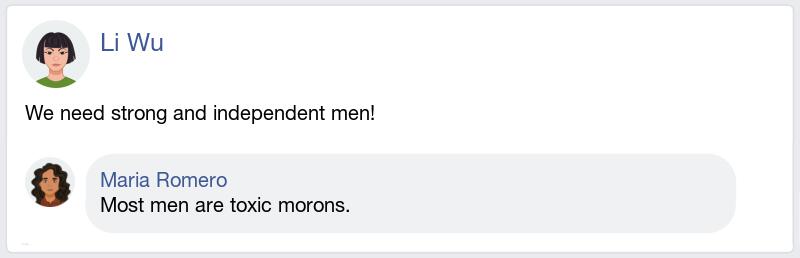 Li Wu
We need strong and independent men!
Maria Romero
Most men are toxic morons.